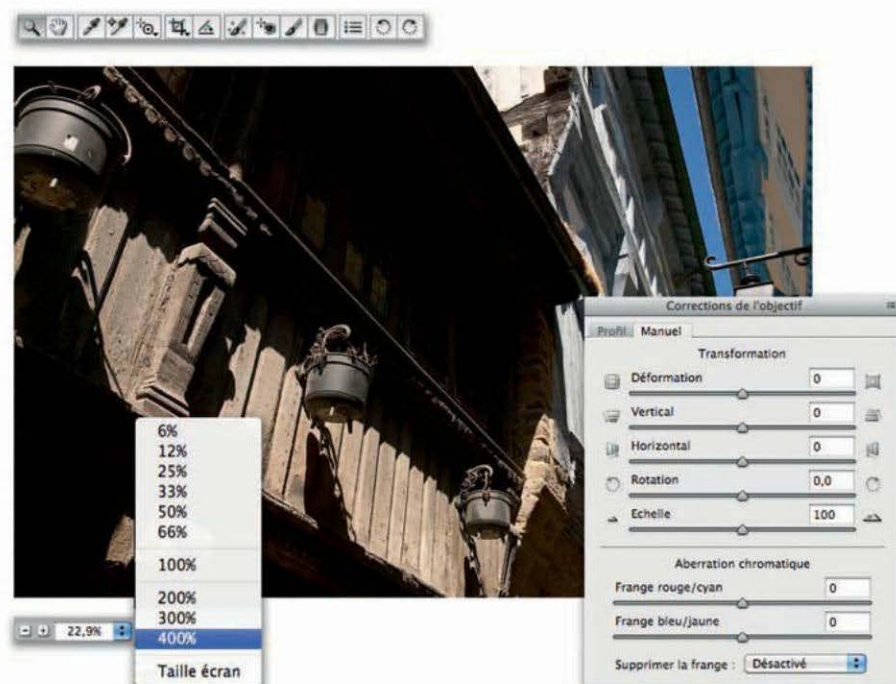 Corrections de l'objectif
Profil Manuel
Transformation
Déformation 0
Vertical 0
Horizontal 0
Rotation 0,0
Echelle 100
Aberration chromatique
Frange rouge/cyan 0
Frange bleu/jaune 0
Supprimer la frange : Désactivé
6%
12%
25%
33%
50%
66%
100%
200%
300%
400%
Taille écran
22,9%